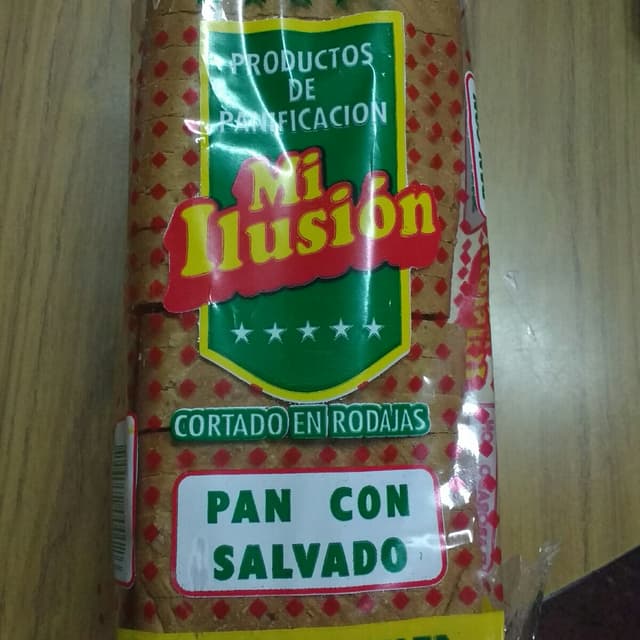 PRODUCTOS
DE
PANIFICACION
Mi
Ilusión
CORTADO EN RODAJAS
PAN CON
SALVADO